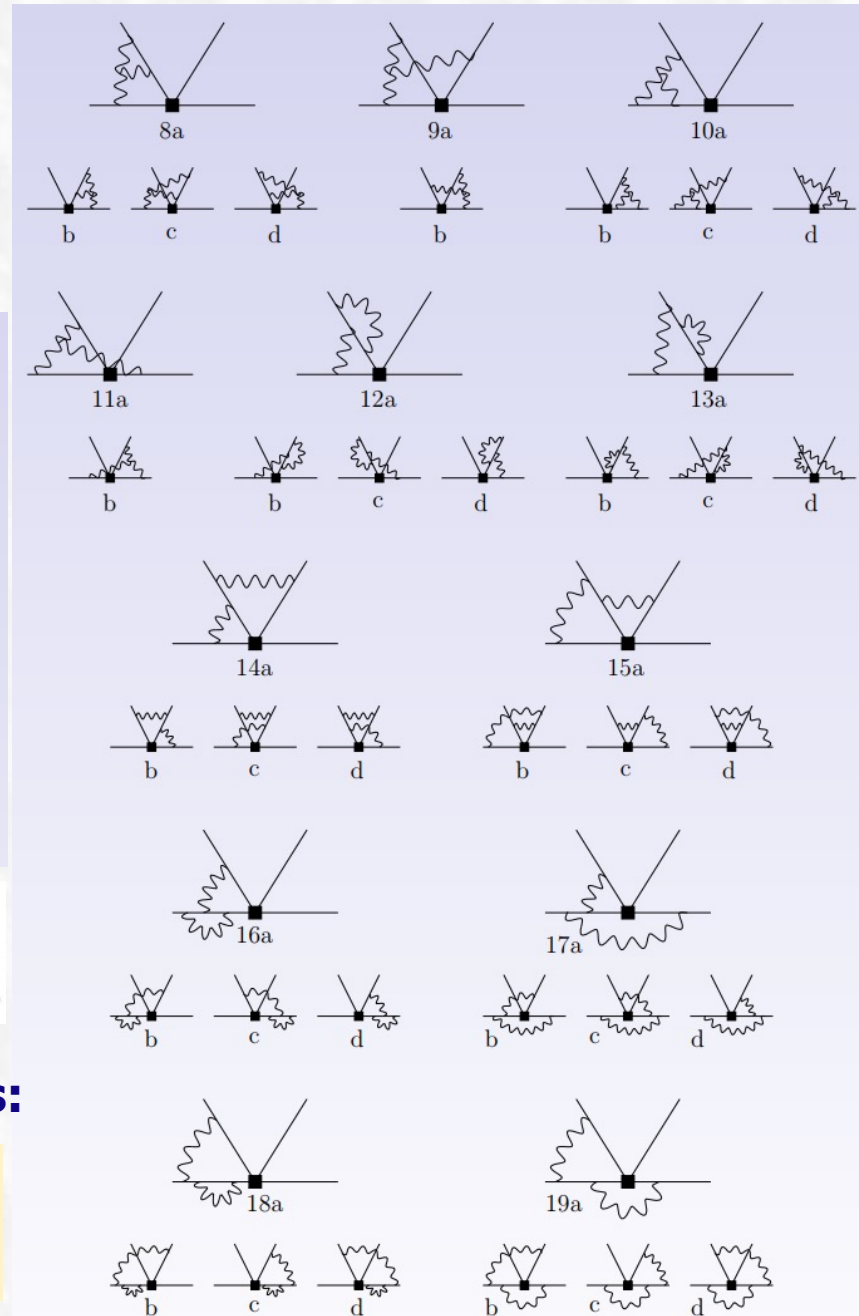 8a 9a 10a
b c d b b c d
11a 12a 13a
b b c d b c d
14a 15a
b c d b c d
16a 17a
b c d b c d
s:
18a 19a
b c d b c d